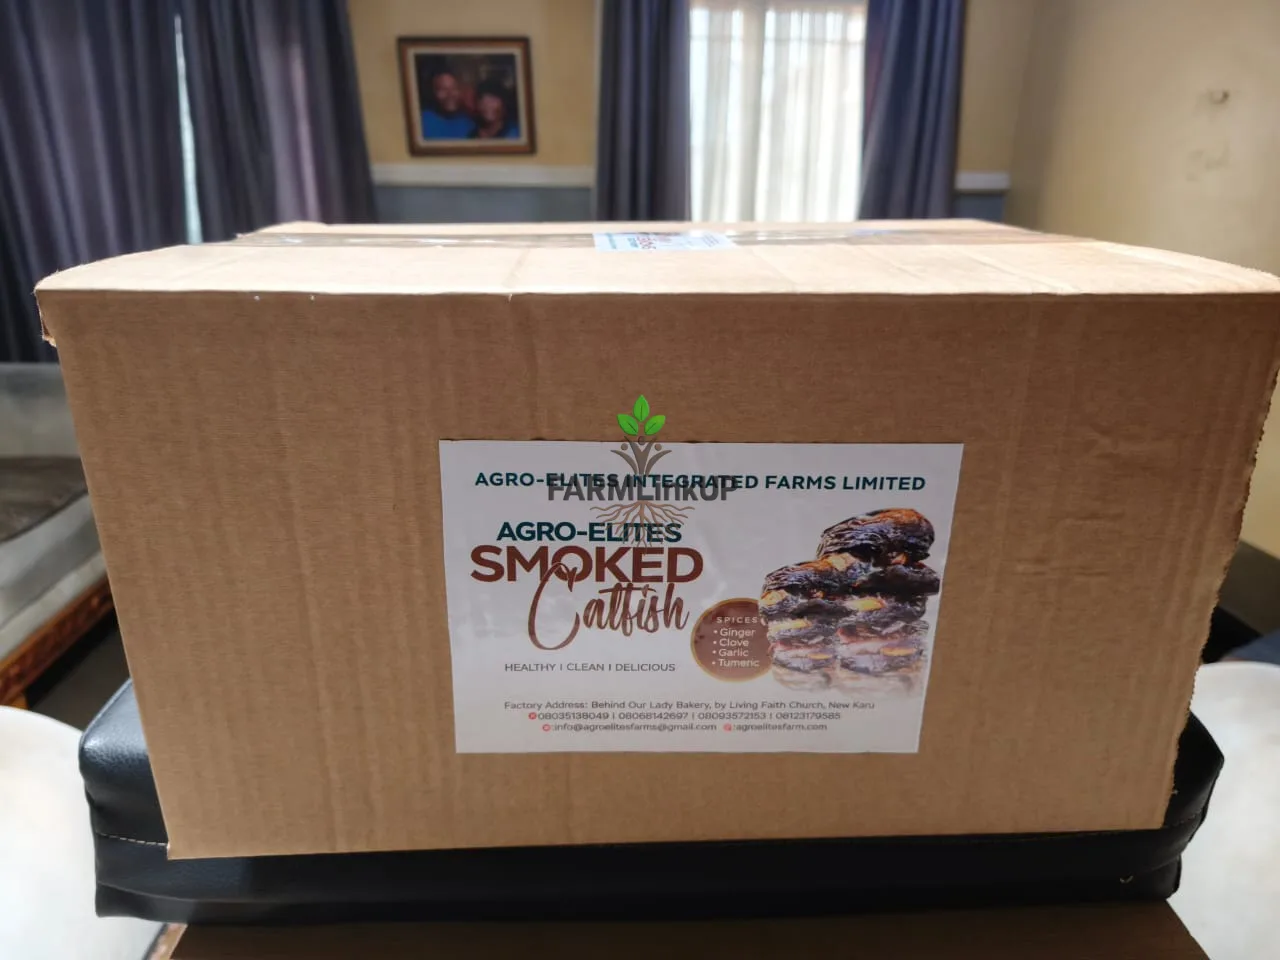 AGRO-ELITES INTEGRATED FARMS LIMITED
FARMLinkUP
AGRO-ELITES
SMOKED
Catfish
SPICES
• Ginger
• Clove
• Garlic
• Tumeric
HEALTHY | CLEAN | DELICIOUS
Factory Address: Behind Our Lady Bakery, by Living Faith Church, New Karu
08035138049 | 08068142697 | 08093572153 | 08123179585
:info@agroelitesfarms@gmail.com :agroelitesfarm.com